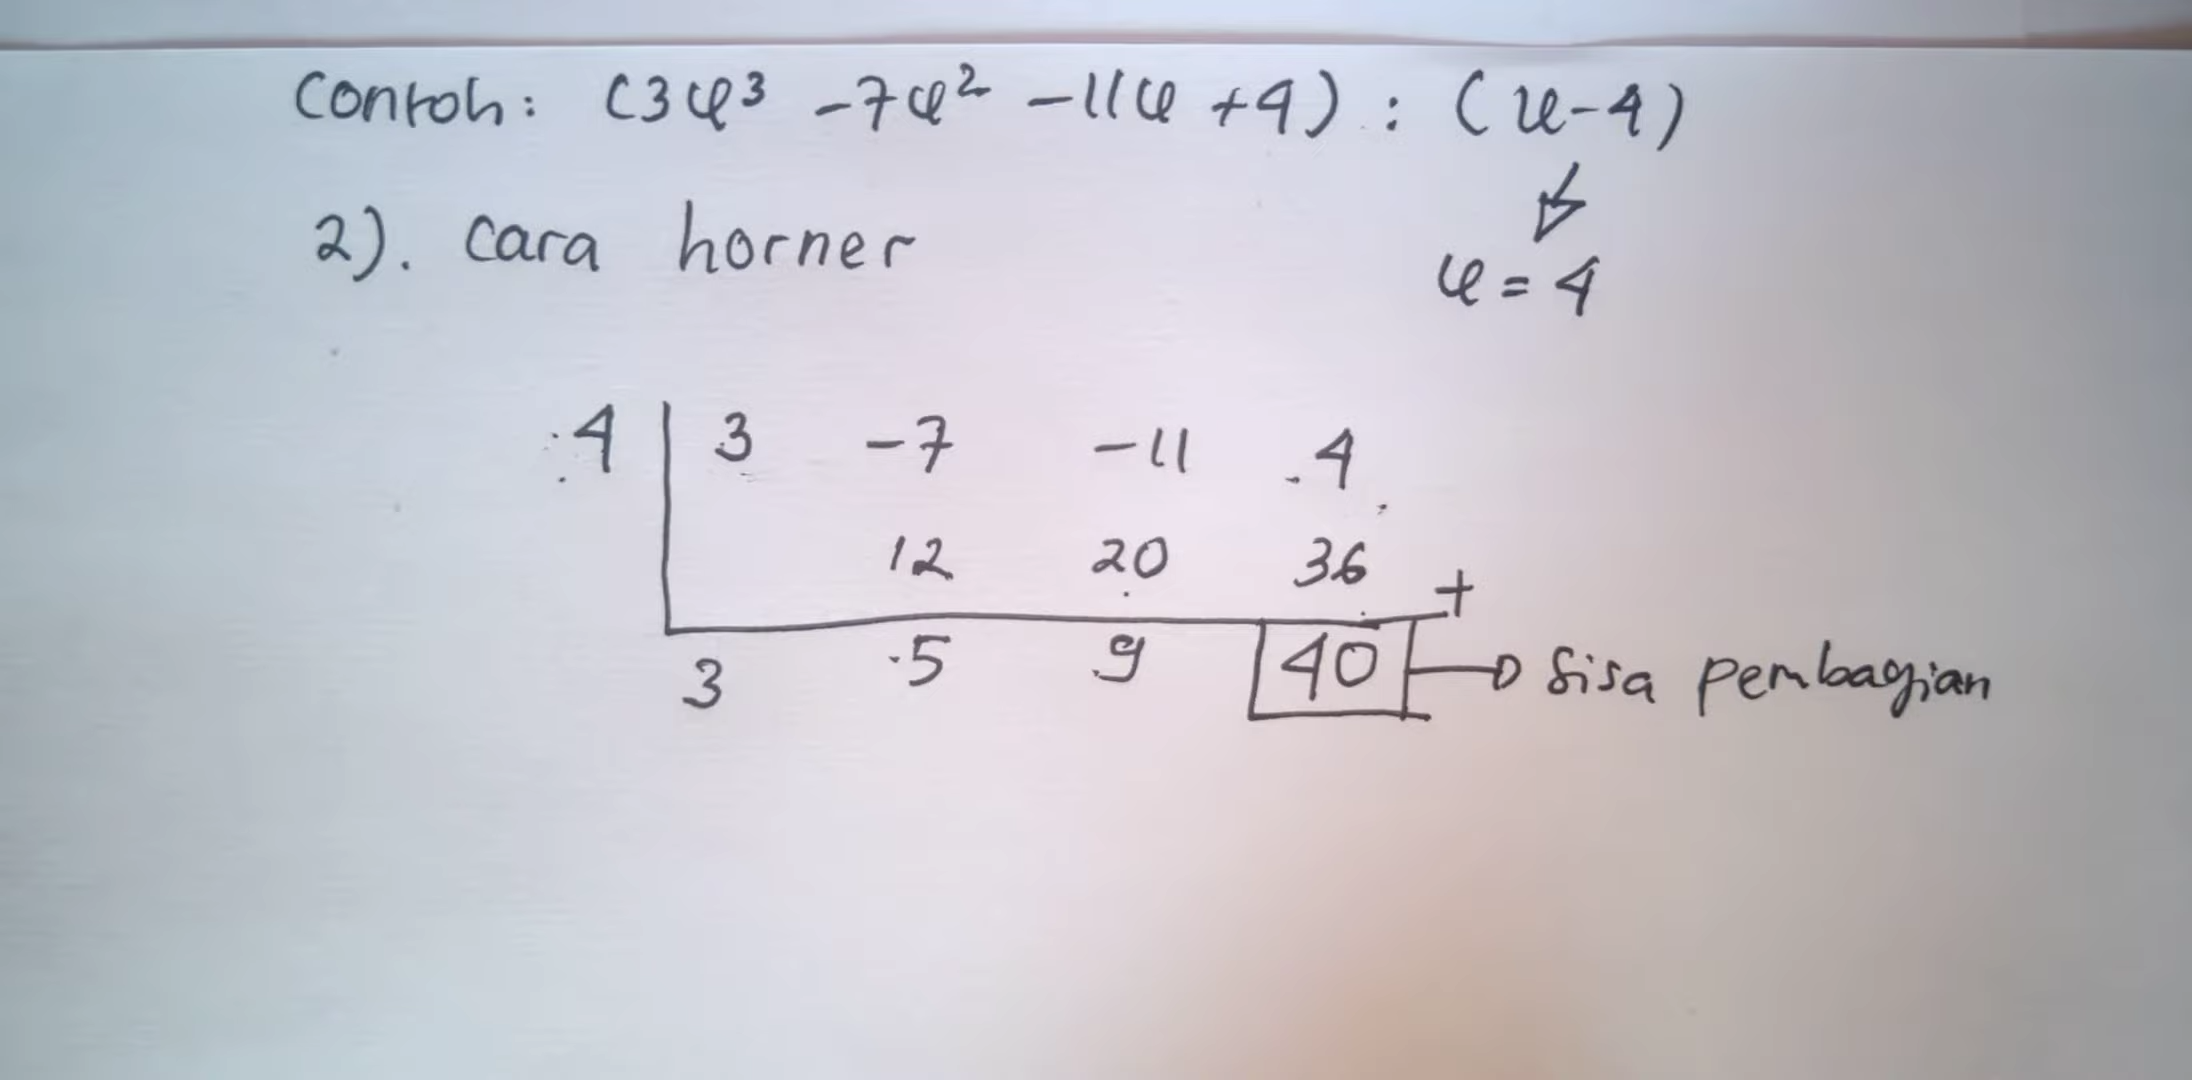 Contoh: (3x³ -7x² -11x +4) : (x-4)
2). Cara horner
x = 4
4 3 -7 -11 4
12 20 36 +
3 5 9 40 Sisa pembagian